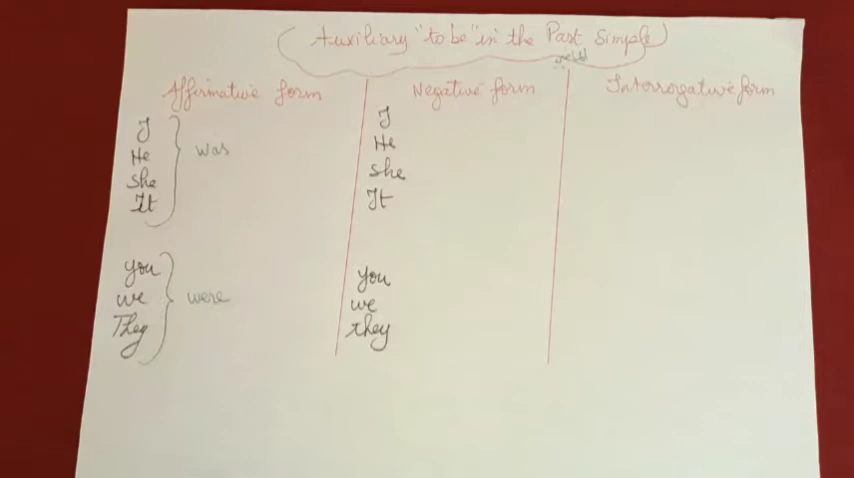 Auxiliary "to be" in the Past Simple
Affirmative form
I
He
She
It
was
you
we
They
were
Negative form
I
He
she
It
you
we
they
Interrogative form